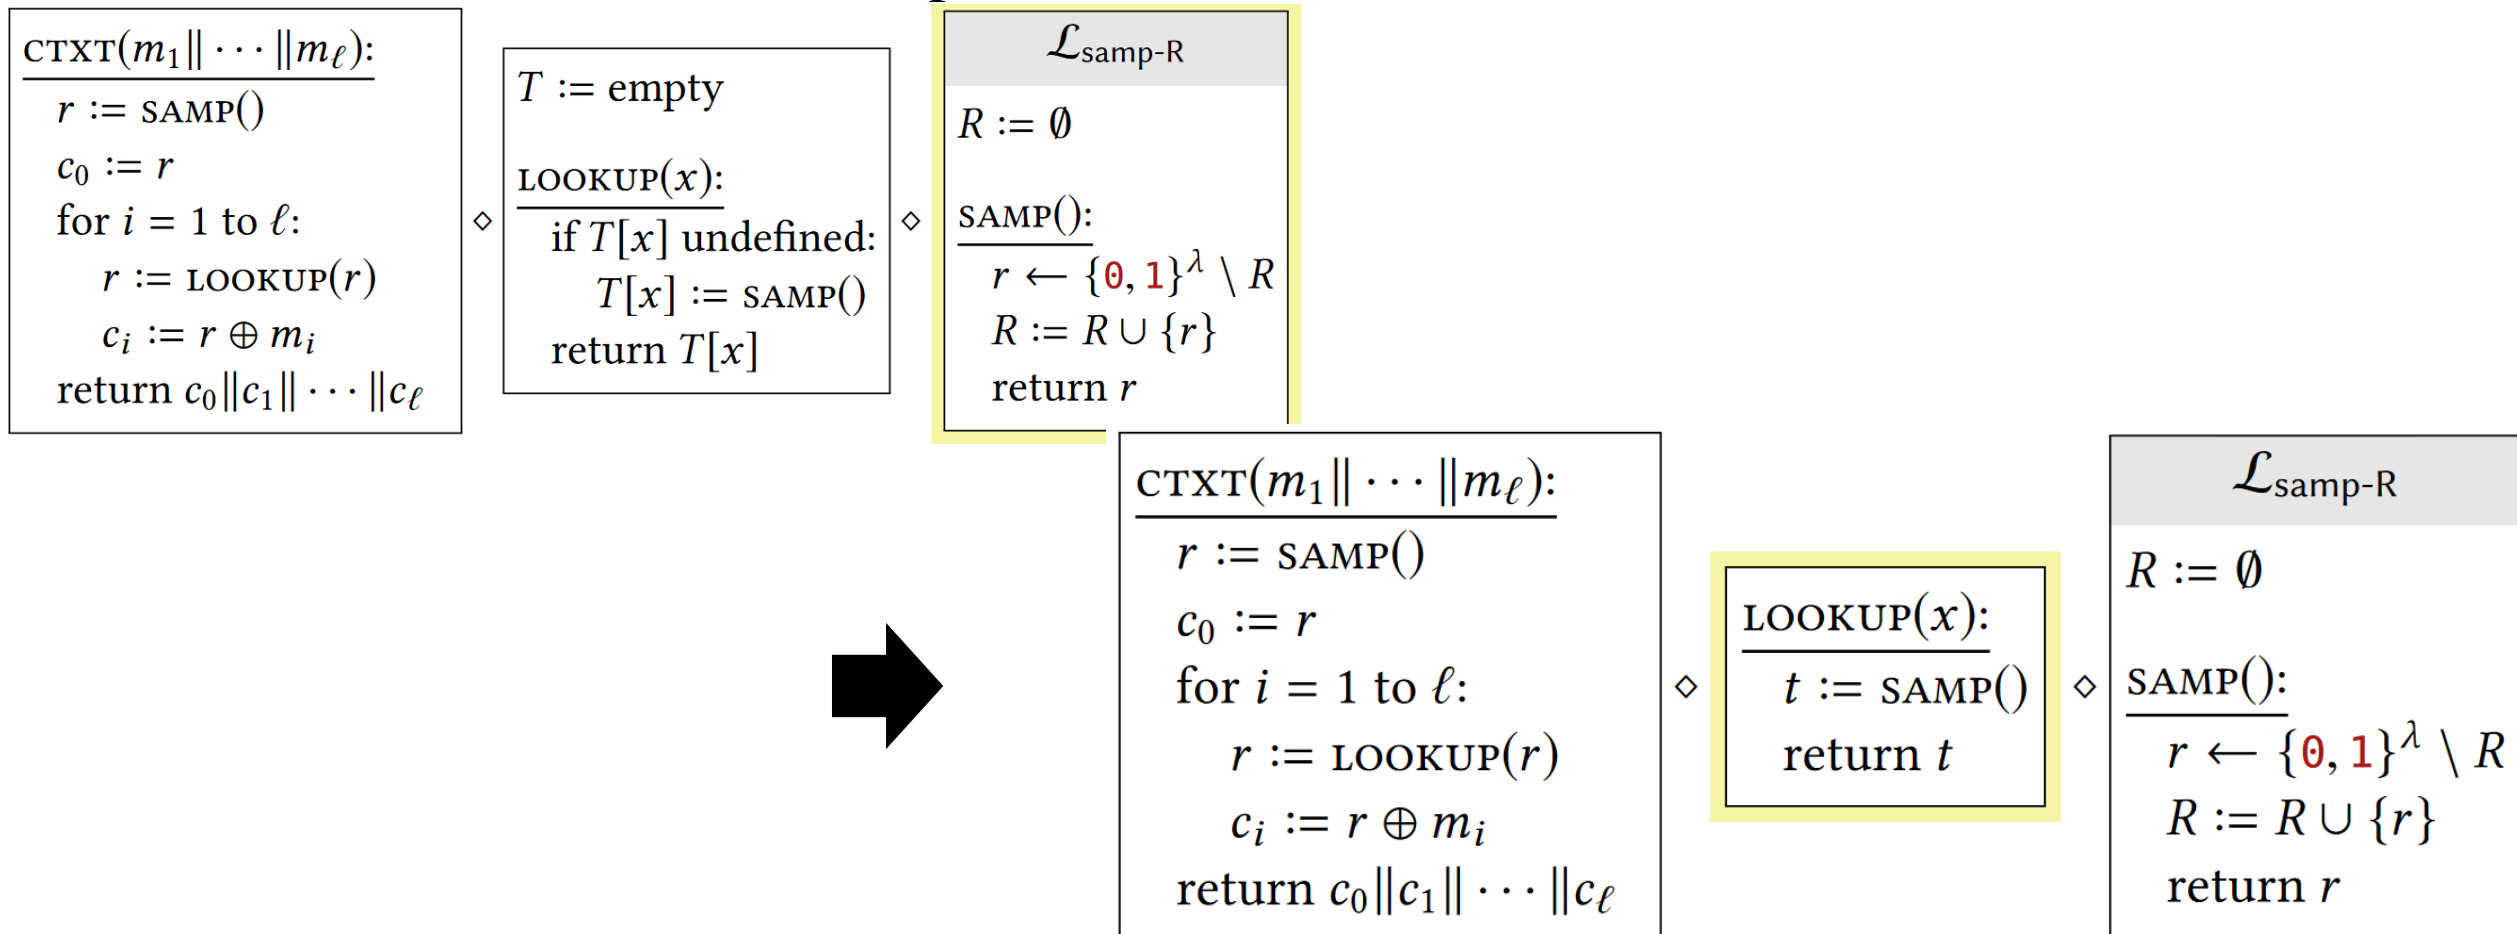 CTXT(m₁‖ · · · ‖mℓ):
r := SAMP()
c₀ := r
for i = 1 to ℓ:
r := LOOKUP(r)
cᵢ := r ⊕ mᵢ
return c₀‖c₁‖ · · · ‖cℓ
⋄
T := empty
LOOKUP(x):
if T[x] undefined:
T[x] := SAMP()
return T[x]
⋄
𝓛samp-R
R := ∅
SAMP():
r ← {0, 1}^λ \ R
R := R ∪ {r}
return r
CTXT(m₁‖ · · · ‖mℓ):
r := SAMP()
c₀ := r
for i = 1 to ℓ:
r := LOOKUP(r)
cᵢ := r ⊕ mᵢ
return c₀‖c₁‖ · · · ‖cℓ
⋄
LOOKUP(x):
t := SAMP()
return t
⋄
𝓛samp-R
R := ∅
SAMP():
r ← {0, 1}^λ \ R
R := R ∪ {r}
return r